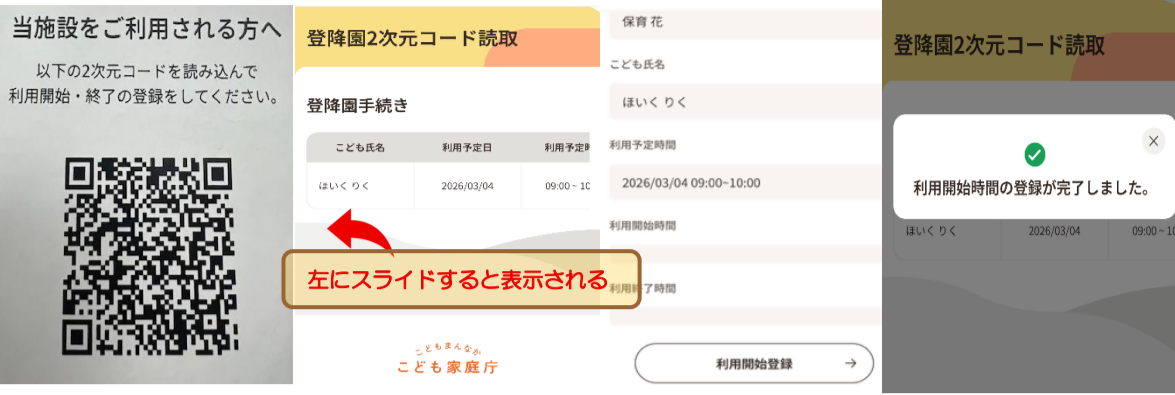 当施設をご利用される方へ
以下の2次元コードを読み込んで
利用開始・終了の登録をしてください。
登降園2次元コード読取
登降園手続き
こども氏名 利用予定日 利用予定時
ほいく りく 2026/03/04 09:00 ~ 10
左にスライドすると表示される
こどもまんなか
こども家庭庁
保育 花
こども氏名
ほいく りく
利用予定時間
2026/03/04 09:00~10:00
利用開始時間
利用終了時間
利用開始登録
登降園2次元コード読取
利用開始時間の登録が完了しました。
ほいく りく 2026/03/04 09:00 ~ 10